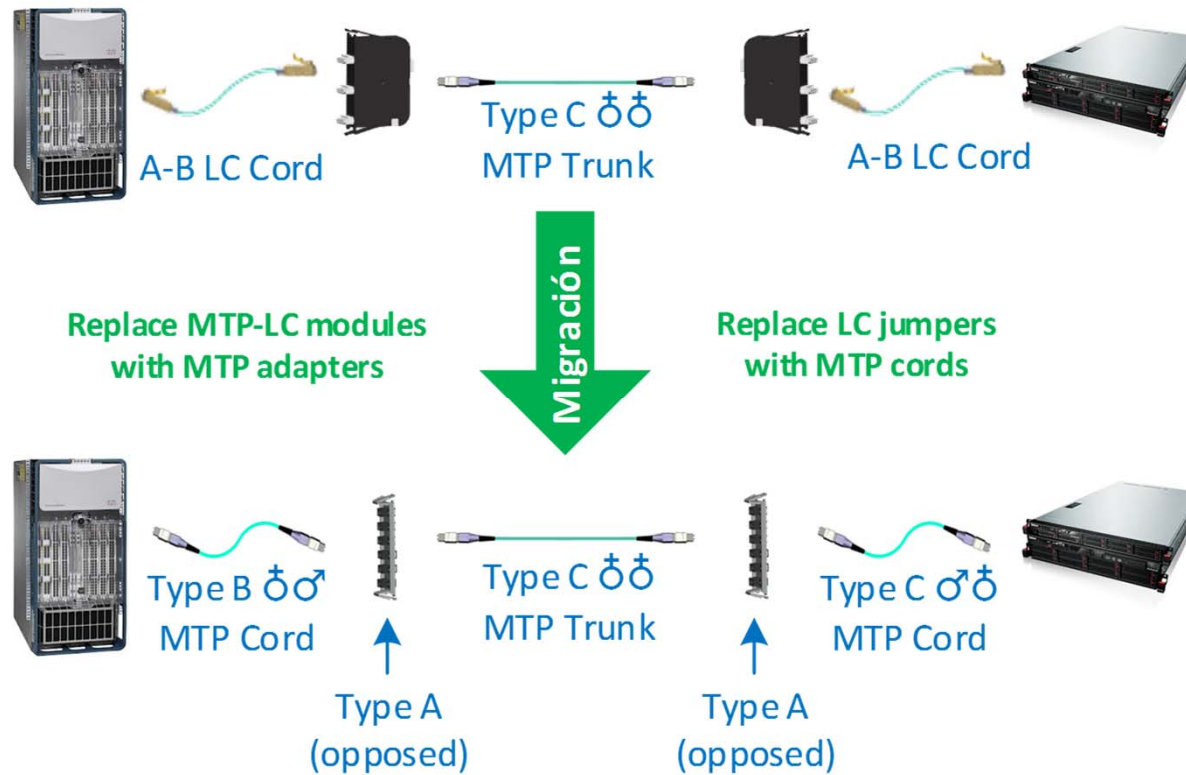 A-B LC Cord
Type C ♁♁
MTP Trunk
A-B LC Cord
Replace MTP-LC modules
with MTP adapters
Migración
Replace LC jumpers
with MTP cords
Type B ♁♂
MTP Cord
Type C ♁♁
MTP Trunk
Type C ♂♁
MTP Cord
Type A
(opposed)
Type A
(opposed)